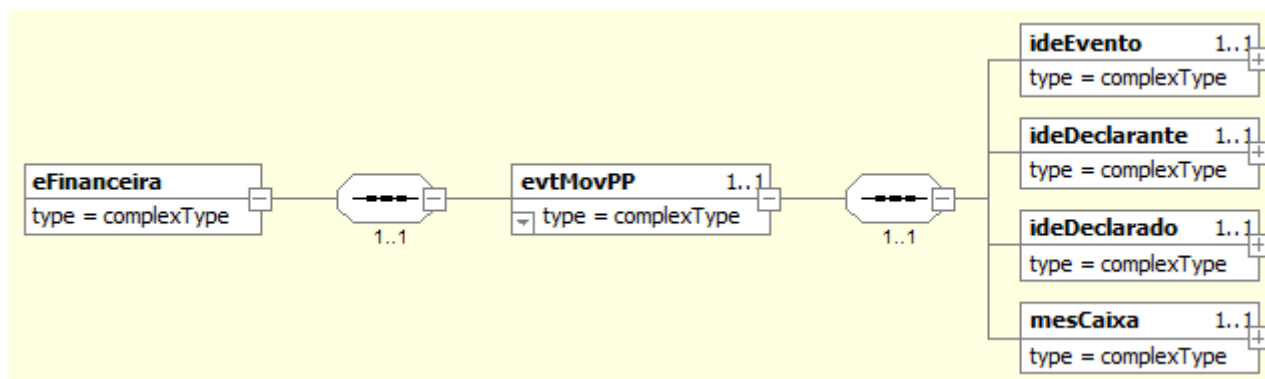 ideEvento 1..1
type = complexType
ideDeclarante 1..1
type = complexType
eFinanceira
type = complexType
1..1
evtMovPP 1..1
type = complexType
1..1
ideDeclarado 1..1
type = complexType
mesCaixa 1..1
type = complexType